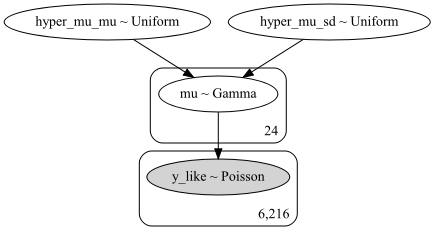 hyper_mu_mu ~ Uniform
hyper_mu_sd ~ Uniform
mu ~ Gamma
24
y_like ~ Poisson
6,216